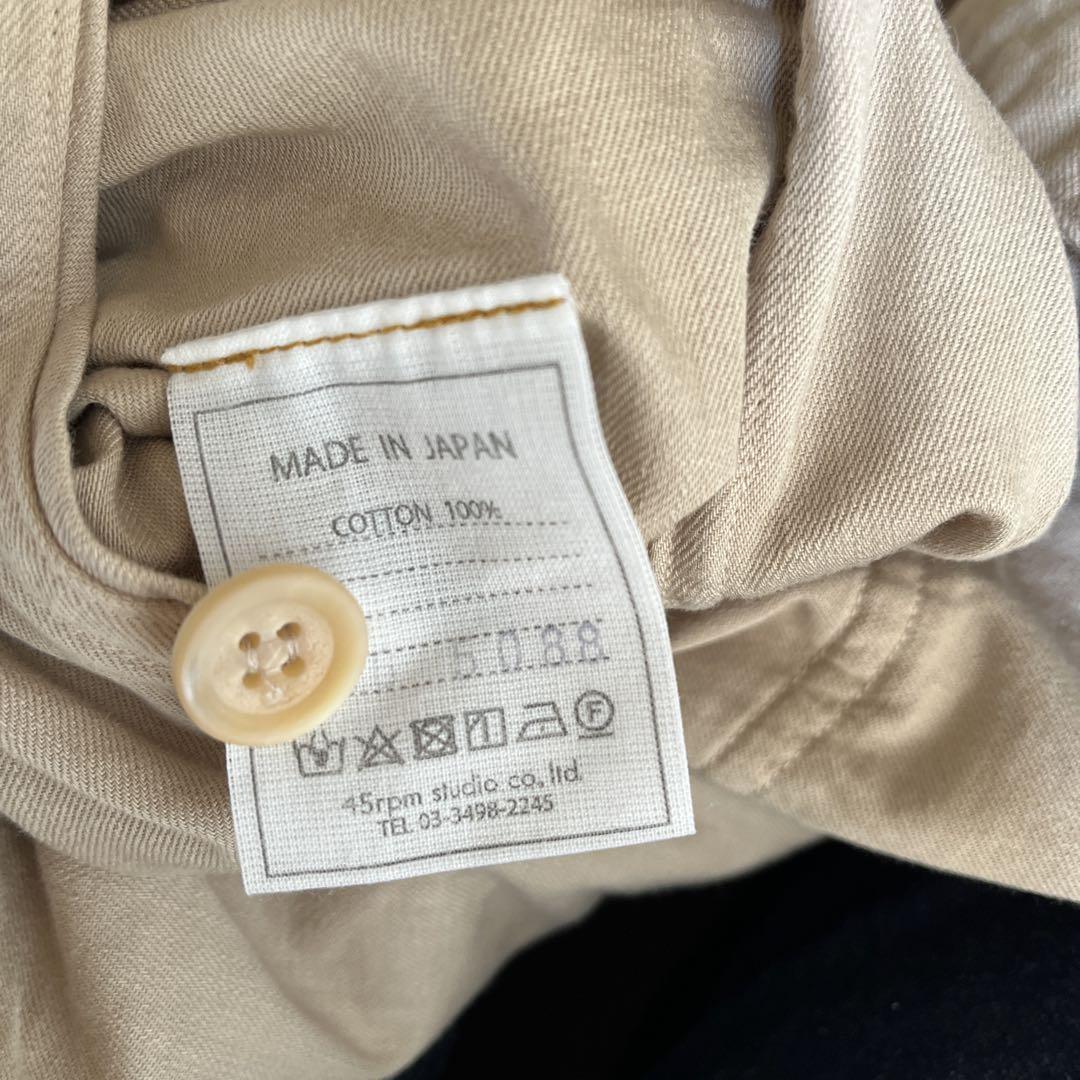 MADE IN JAPAN
COTTON 100%
5088
45rpm studio co., ltd.
TEL 03-3498-2245